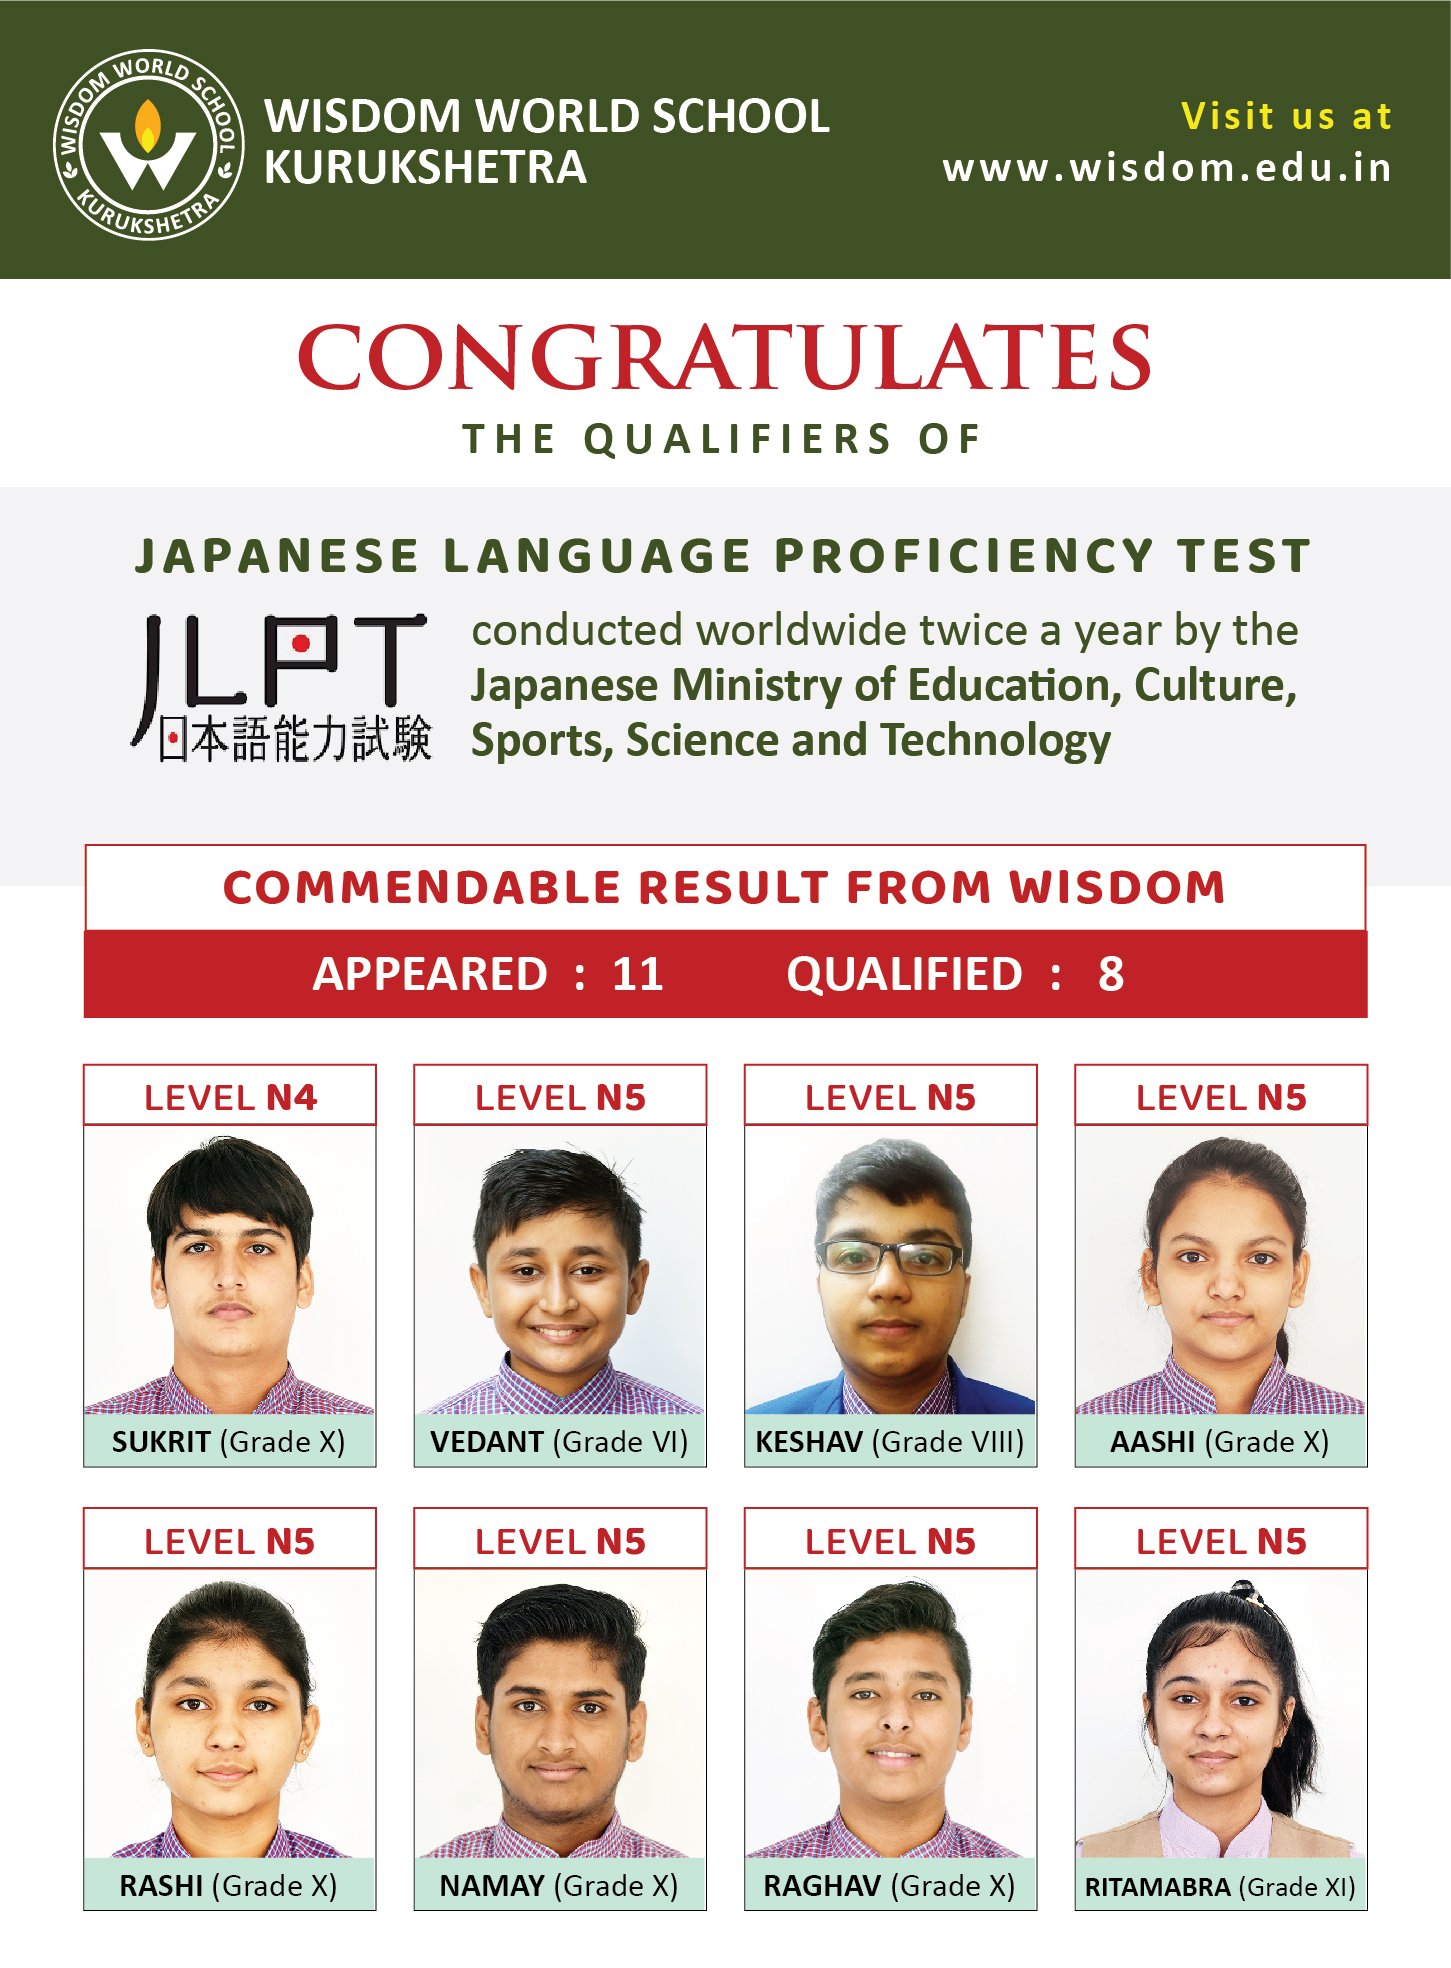 WISDOM WORLD SCHOOL
KURUKSHETRA
WISDOM WORLD SCHOOL
KURUKSHETRA
Visit us at
www.wisdom.edu.in
CONGRATULATES
THE QUALIFIERS OF
JAPANESE LANGUAGE PROFICIENCY TEST
JLPT
日本語能力試験
conducted worldwide twice a year by the
Japanese Ministry of Education, Culture,
Sports, Science and Technology
COMMENDABLE RESULT FROM WISDOM
APPEARED : 11 QUALIFIED : 8
LEVEL N4
SUKRIT (Grade X)
LEVEL N5
VEDANT (Grade VI)
LEVEL N5
KESHAV (Grade VIII)
LEVEL N5
AASHI (Grade X)
LEVEL N5
RASHI (Grade X)
LEVEL N5
NAMAY (Grade X)
LEVEL N5
RAGHAV (Grade X)
LEVEL N5
RITAMABRA (Grade XI)